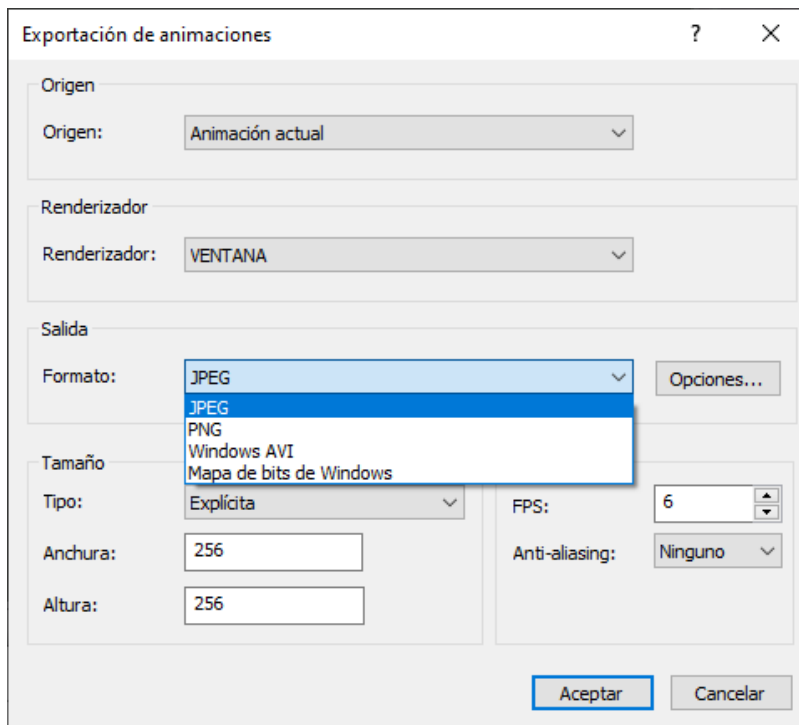 Exportación de animaciones
Origen
Origen: Animación actual
Renderizador
Renderizador: VENTANA
Salida
Formato: JPEG Opciones...
JPEG
PNG
Windows AVI
Mapa de bits de Windows
Tamaño
Tipo: Explícita FPS: 6
Anchura: 256 Anti-aliasing: Ninguno
Altura: 256
Aceptar Cancelar